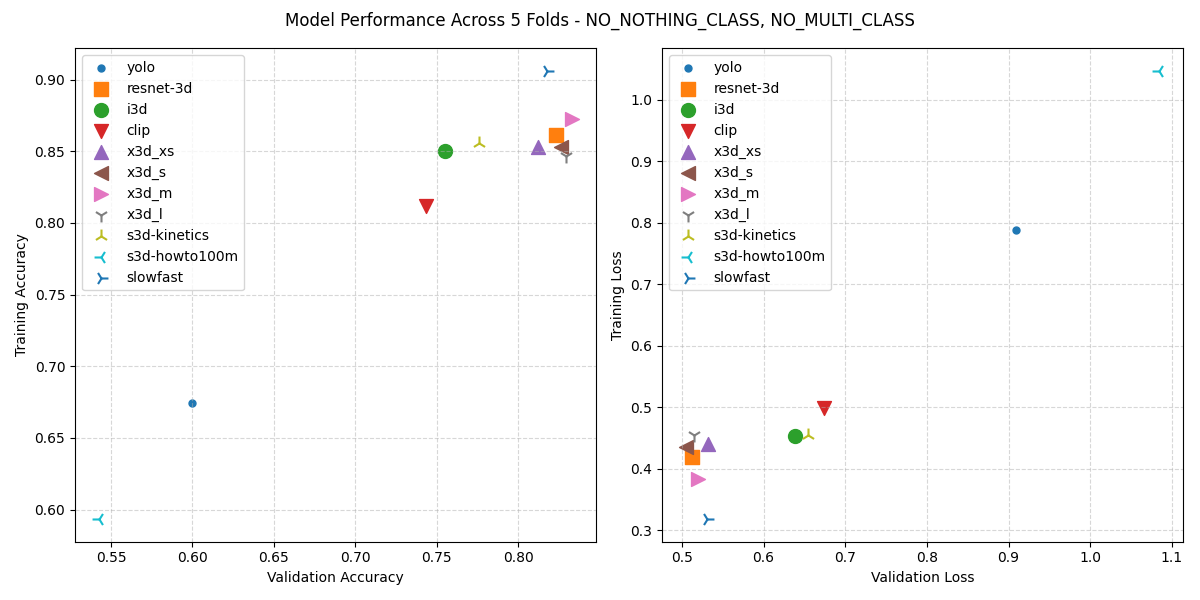 Model Performance Across 5 Folds - NO_NOTHING_CLASS, NO_MULTI_CLASS
yolo
resnet-3d
i3d
clip
x3d_xs
x3d_s
x3d_m
x3d_l
s3d-kinetics
s3d-howto100m
slowfast
0.90
0.85
0.80
0.75
0.70
0.65
0.60
Training Accuracy
0.55
0.60
0.65
0.70
0.75
0.80
Validation Accuracy
yolo
resnet-3d
i3d
clip
x3d_xs
x3d_s
x3d_m
x3d_l
s3d-kinetics
s3d-howto100m
slowfast
1.0
0.9
0.8
0.7
0.6
0.5
0.4
0.3
Training Loss
0.5
0.6
0.7
0.8
0.9
1.0
1.1
Validation Loss